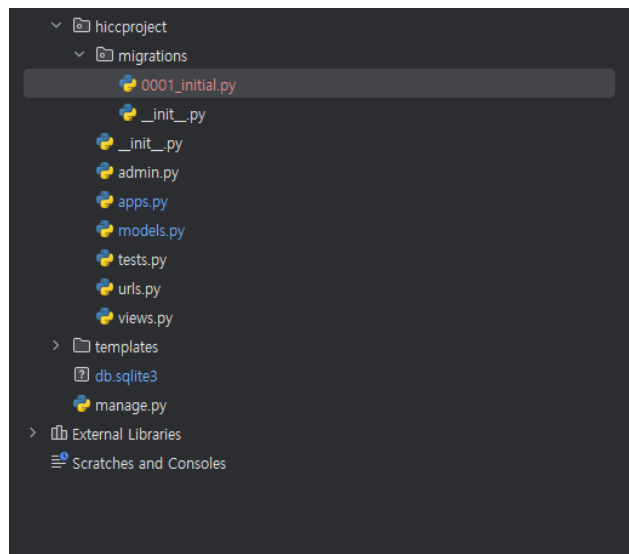 hiccproject
migrations
0001_initial.py
__init__.py
__init__.py
admin.py
apps.py
models.py
tests.py
urls.py
views.py
templates
db.sqlite3
manage.py
External Libraries
Scratches and Consoles